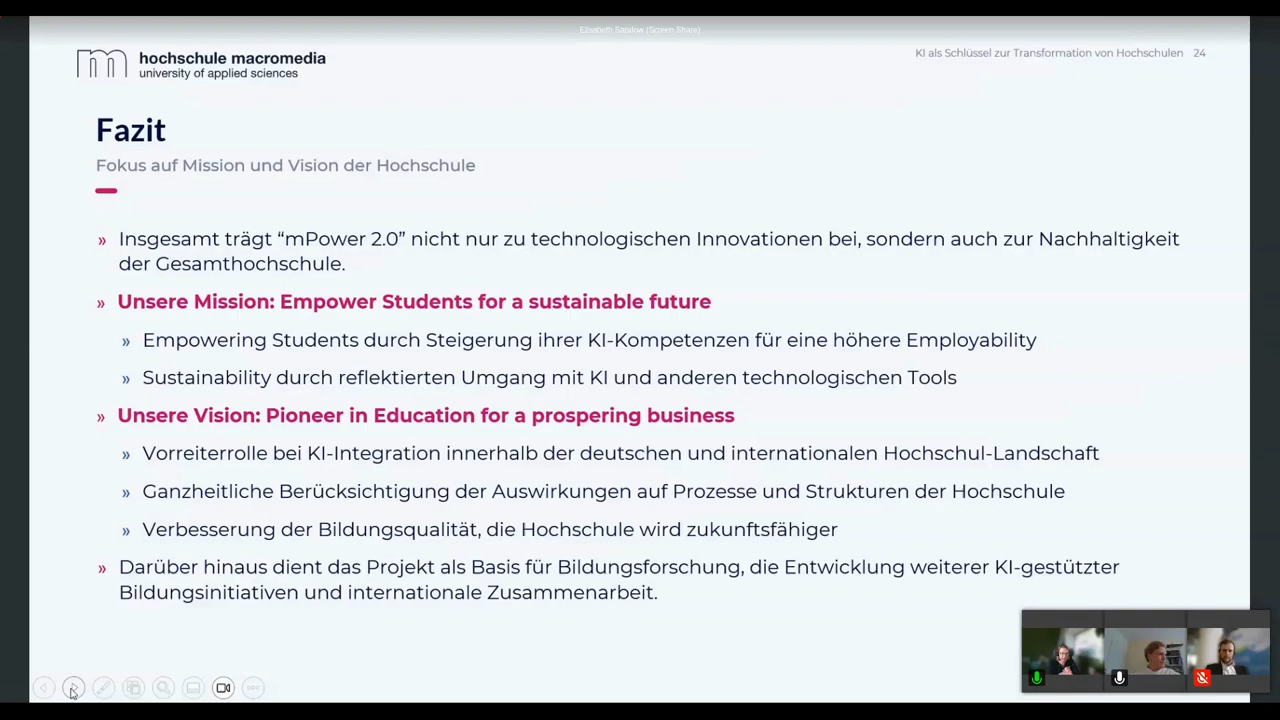 Elisabeth Sandow (Screen Share)
hochschule macromedia
university of applied sciences
KI als Schlüssel zur Transformation von Hochschulen 24
Fazit
Fokus auf Mission und Vision der Hochschule
» Insgesamt trägt “mPower 2.0” nicht nur zu technologischen Innovationen bei, sondern auch zur Nachhaltigkeit
der Gesamthochschule.
» Unsere Mission: Empower Students for a sustainable future
» Empowering Students durch Steigerung ihrer KI-Kompetenzen für eine höhere Employability
» Sustainability durch reflektierten Umgang mit KI und anderen technologischen Tools
» Unsere Vision: Pioneer in Education for a prospering business
» Vorreiterrolle bei KI-Integration innerhalb der deutschen und internationalen Hochschul-Landschaft
» Ganzheitliche Berücksichtigung der Auswirkungen auf Prozesse und Strukturen der Hochschule
» Verbesserung der Bildungsqualität, die Hochschule wird zukunftsfähiger
» Darüber hinaus dient das Projekt als Basis für Bildungsforschung, die Entwicklung weiterer KI-gestützter
Bildungsinitiativen und internationale Zusammenarbeit.